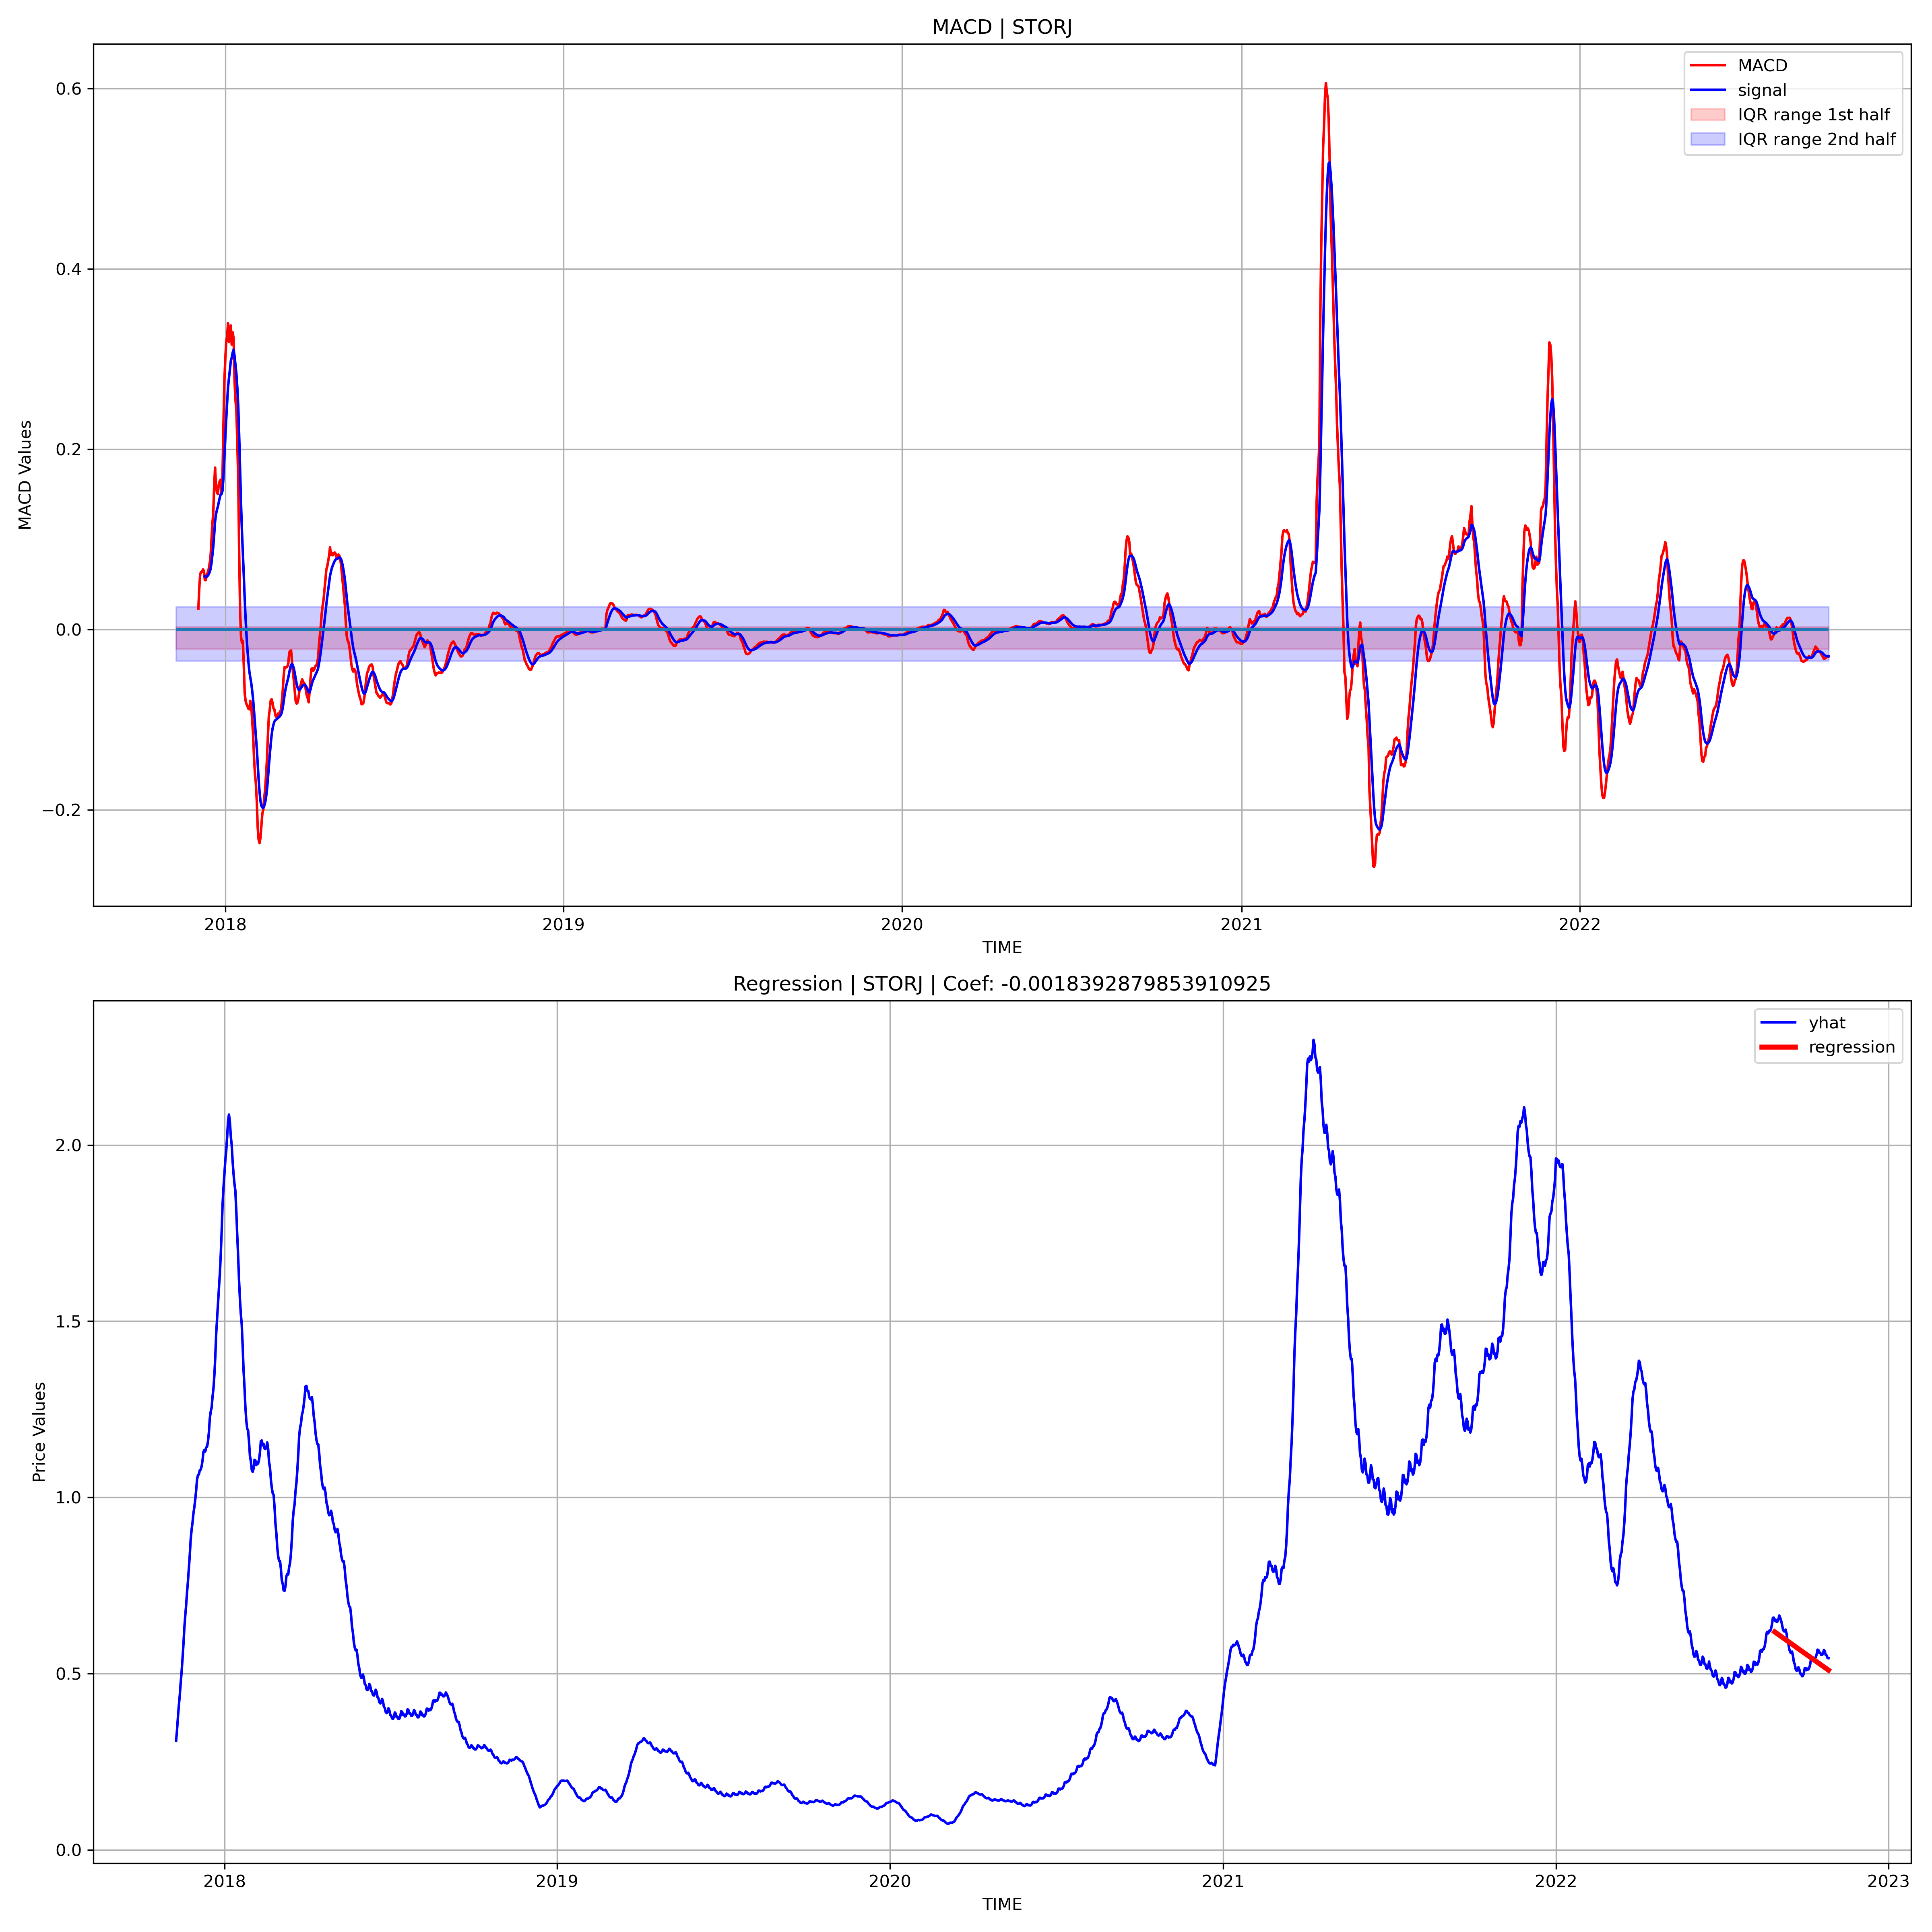 MACD | STORJ
MACD
signal
IQR range 1st half
IQR range 2nd half
0.6
0.4
0.2
0.0
−0.2
MACD Values
2018
2019
2020
2021
2022
TIME
Regression | STORJ | Coef: -0.0018392879853910925
yhat
regression
2.0
1.5
1.0
0.5
0.0
Price Values
2018
2019
2020
2021
2022
2023
TIME